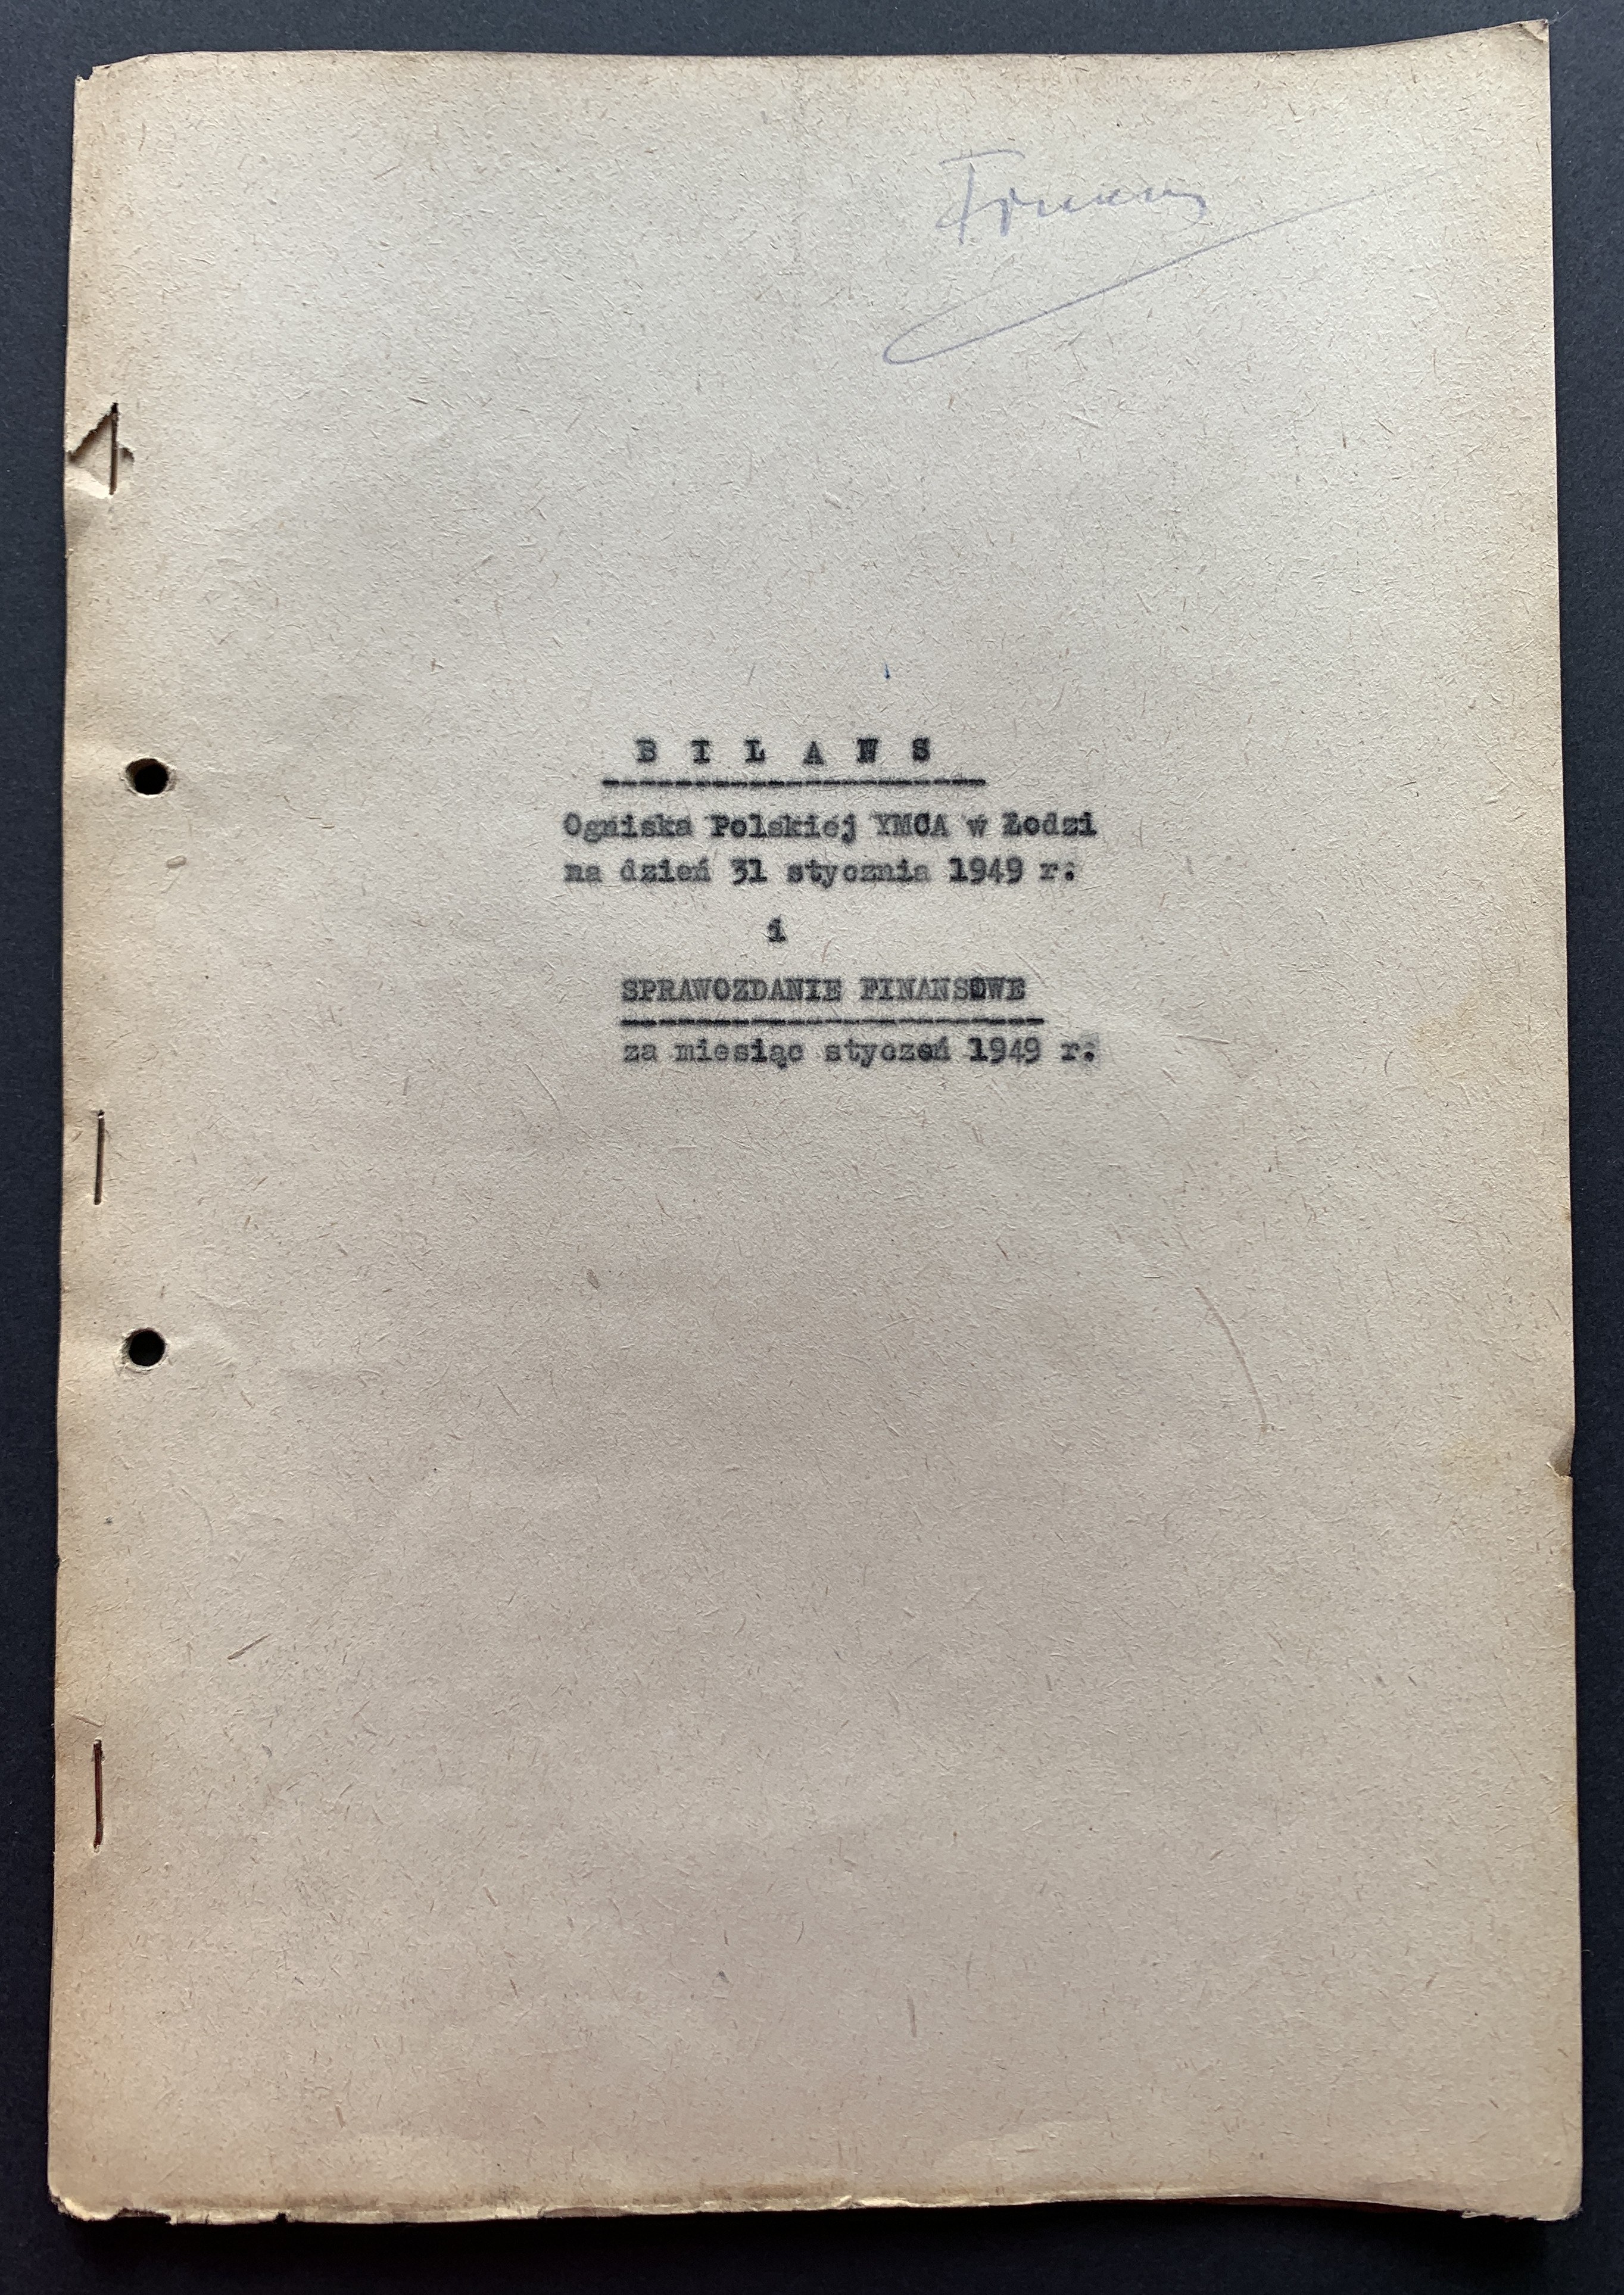 B I L A N S
Ogniska Polskiej YMCA w Łodzi
na dzień 31 stycznia 1949 r.
i
SPRAWOZDANIE FINANSOWE
za miesiąc styczeń 1949 r.